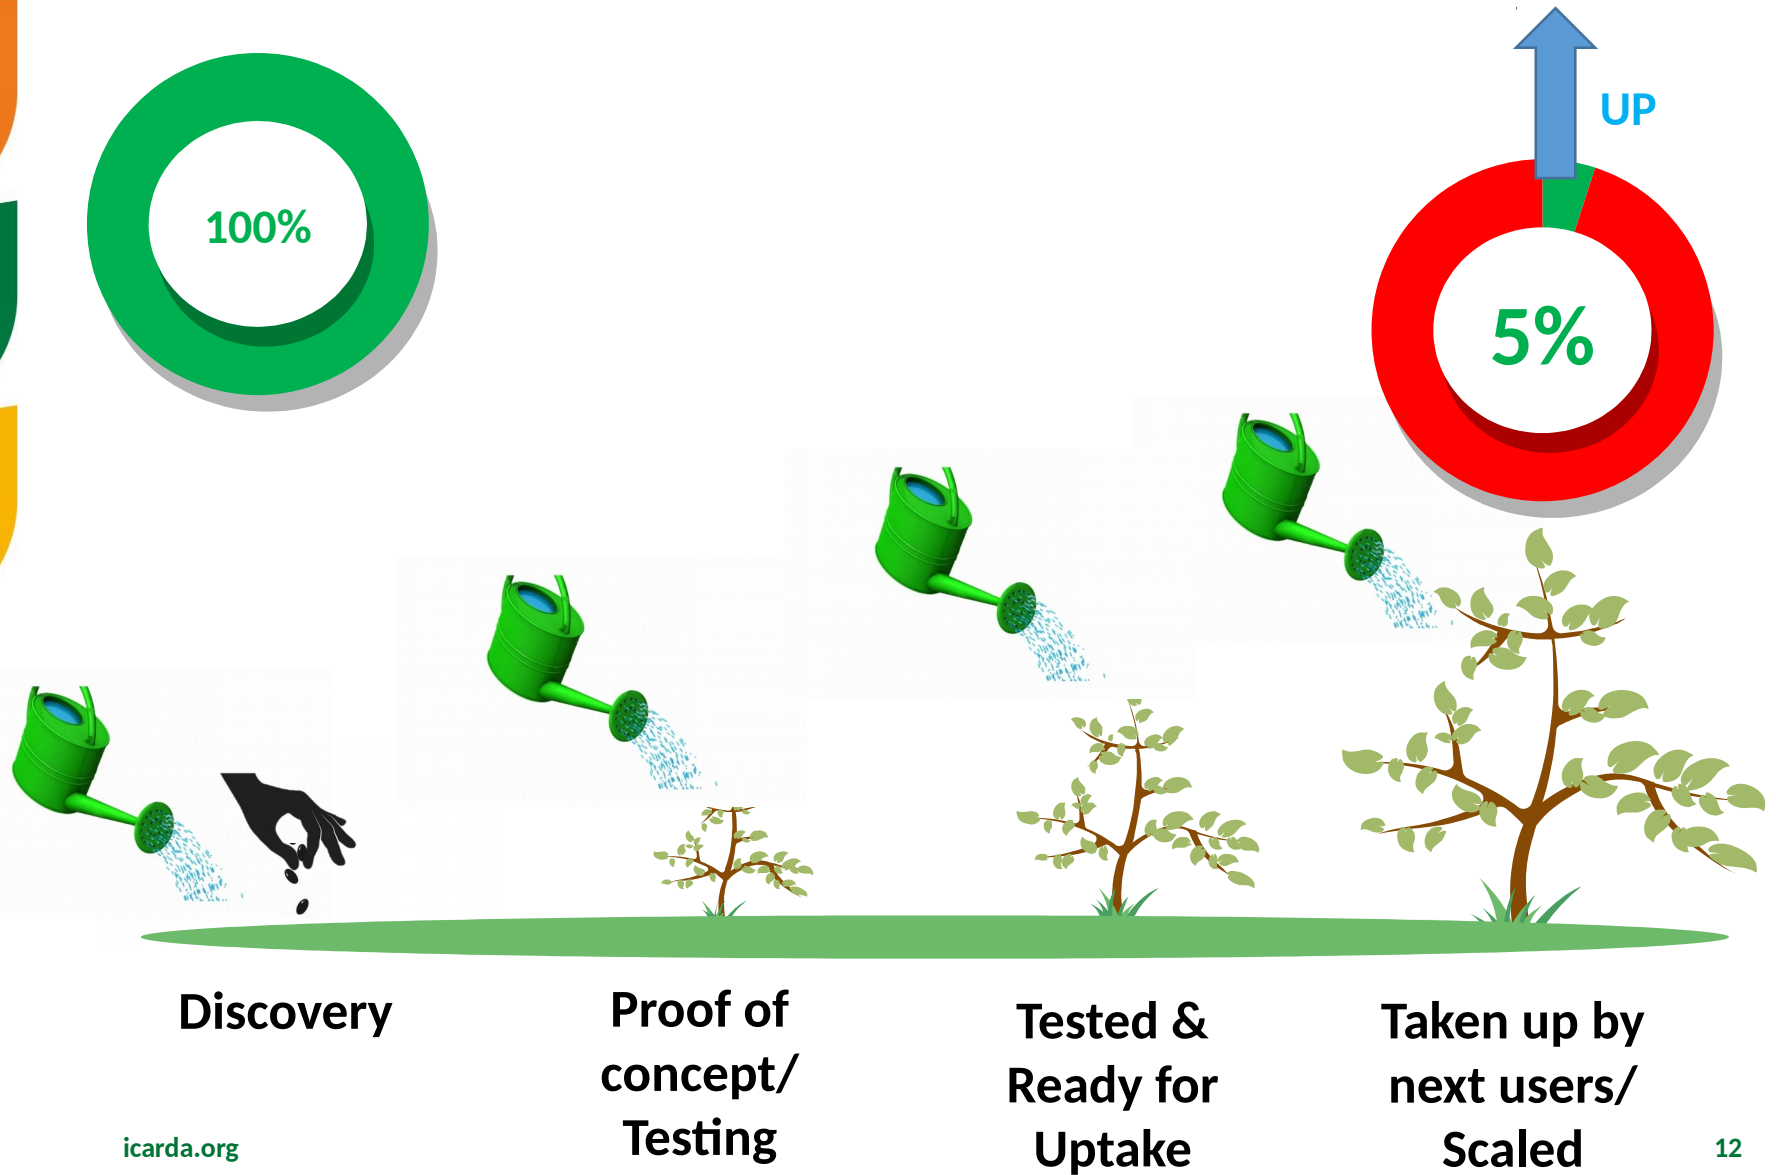 UP
100%
5%
Discovery
Proof of
concept/
Testing
Tested &
Ready for
Uptake
Taken up by
next users/
Scaled
icarda.org
12